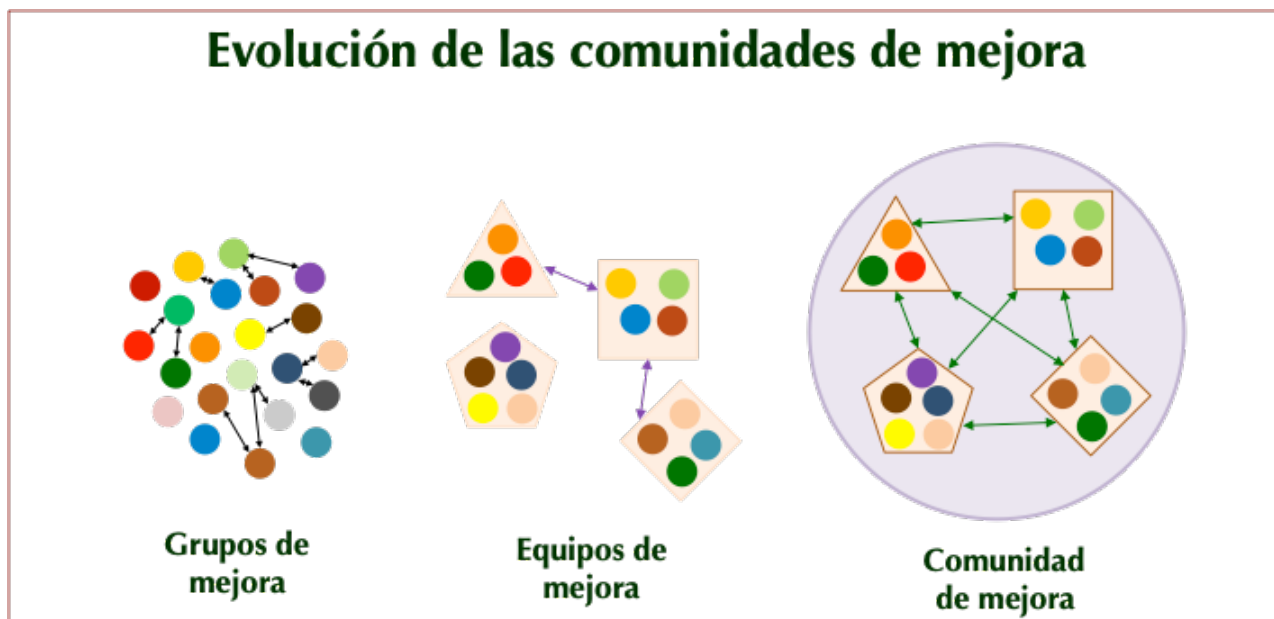 Evolución de las comunidades de mejora
Grupos de
mejora
Equipos de
mejora
Comunidad
de mejora